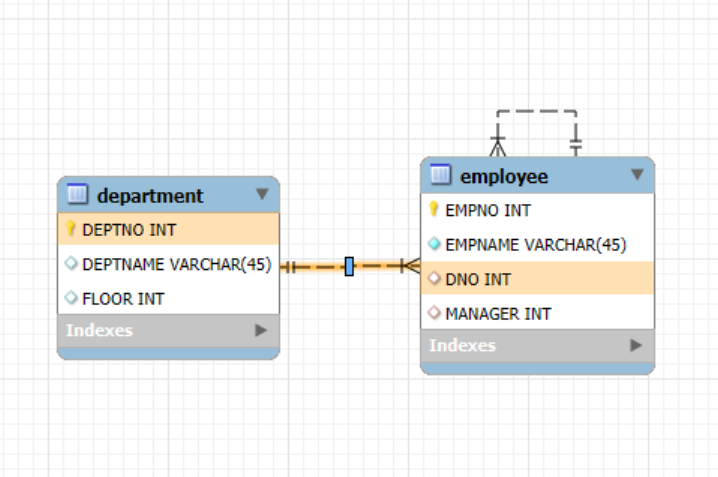 department
DEPTNO INT
DEPTNAME VARCHAR(45)
FLOOR INT
Indexes
employee
EMPNO INT
EMPNAME VARCHAR(45)
DNO INT
MANAGER INT
Indexes